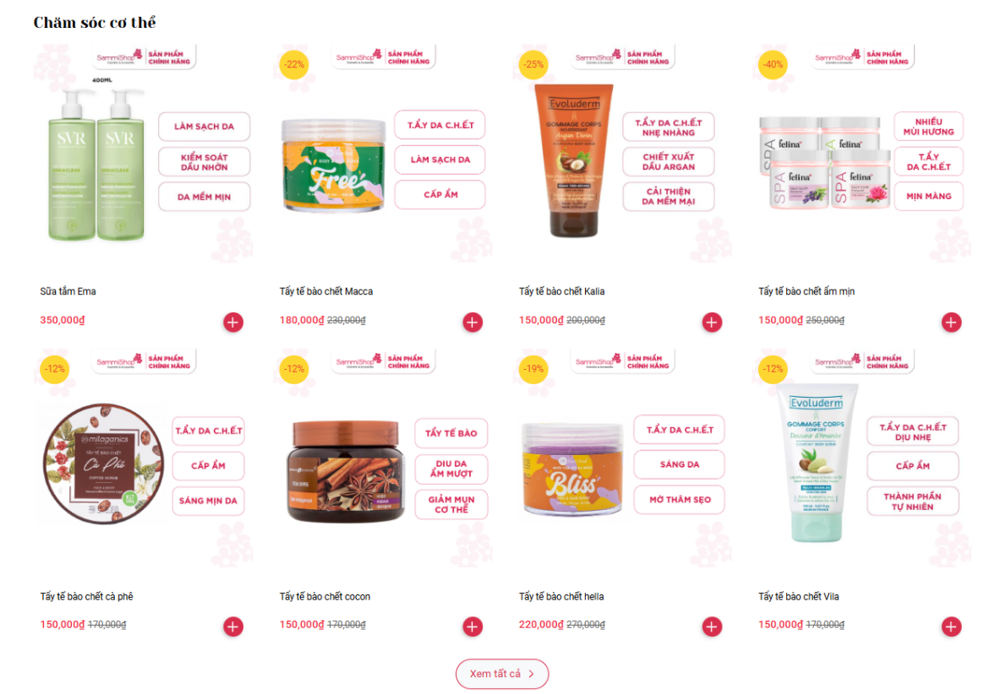 Chăm sóc cơ thể
SammiShop
SẢN PHẨM
CHÍNH HÃNG
400ML
SVR
SVR
LÀM SẠCH DA
KIỂM SOÁT
DẦU NHỜN
DA MỀM MỊN
Sữa tắm Ema
350,000₫
-22%
SammiShop
SẢN PHẨM
CHÍNH HÃNG
Free
T.Ẩ.Y DA C.H.Ế.T
LÀM SẠCH DA
CẤP ẨM
Tẩy tế bào chết Macca
180,000₫ 230,000₫
-25%
SammiShop
SẢN PHẨM
CHÍNH HÃNG
Evoluderm
GOMMAGE CORPS
Argan Divin
T.Ẩ.Y DA C.H.Ế.T
NHẸ NHÀNG
CHIẾT XUẤT
DẦU ARGAN
CẢI THIỆN
DA MỀM MẠI
Tẩy tế bào chết Kalia
150,000₫ 200,000₫
-40%
SammiShop
SẢN PHẨM
CHÍNH HÃNG
SPA
felina
felina
SPA
felina
SPA
felina
NHIỀU
MÙI HƯƠNG
T.Ẩ.Y
DA C.H.Ế.T
MỊN MÀNG
Tẩy tế bào chết ẩm mịn
150,000₫ 250,000₫
-12%
SammiShop
SẢN PHẨM
CHÍNH HÃNG
milaganics
TẨY TẾ BÀO CHẾT
Cà Phê
COFFEE SCRUB
T.Ẩ.Y DA C.H.Ế.T
CẤP ẨM
SÁNG MỊN DA
Tẩy tế bào chết cà phê
150,000₫ 170,000₫
-12%
SammiShop
SẢN PHẨM
CHÍNH HÃNG
TẨY TẾ BÀO
DIU DA
ẨM MƯỢT
GIẢM MỤN
CƠ THỂ
Tẩy tế bào chết cocon
150,000₫ 170,000₫
-19%
SammiShop
SẢN PHẨM
CHÍNH HÃNG
Bliss
T.Ẩ.Y DA C.H.Ế.T
SÁNG DA
MỜ THÂM SẸO
Tẩy tế bào chết hella
220,000₫ 270,000₫
-12%
SammiShop
SẢN PHẨM
CHÍNH HÃNG
Evoluderm
GOMMAGE CORPS
CONFORT
Douceur d'Amande
T.Ẩ.Y DA C.H.Ế.T
DỊU NHẸ
CẤP ẨM
THÀNH PHẦN
TỰ NHIÊN
Tẩy tế bào chết Vila
150,000₫ 170,000₫
Xem tất cả